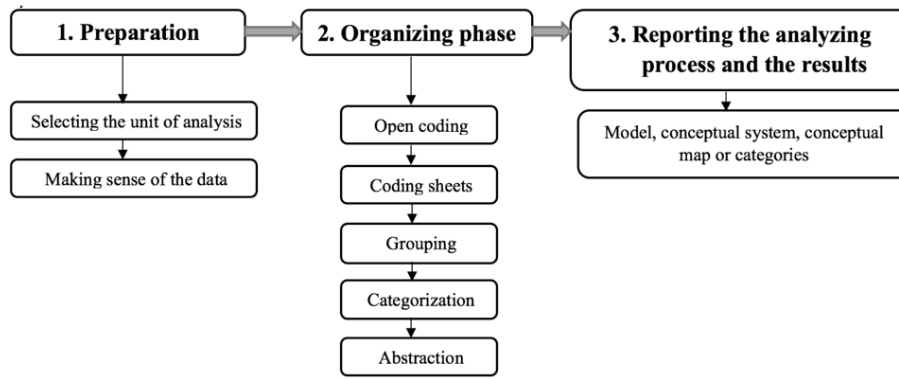 1. Preparation
2. Organizing phase
3. Reporting the analyzing
process and the results
Selecting the unit of analysis
Making sense of the data
Open coding
Coding sheets
Grouping
Categorization
Abstraction
Model, conceptual system, conceptual
map or categories